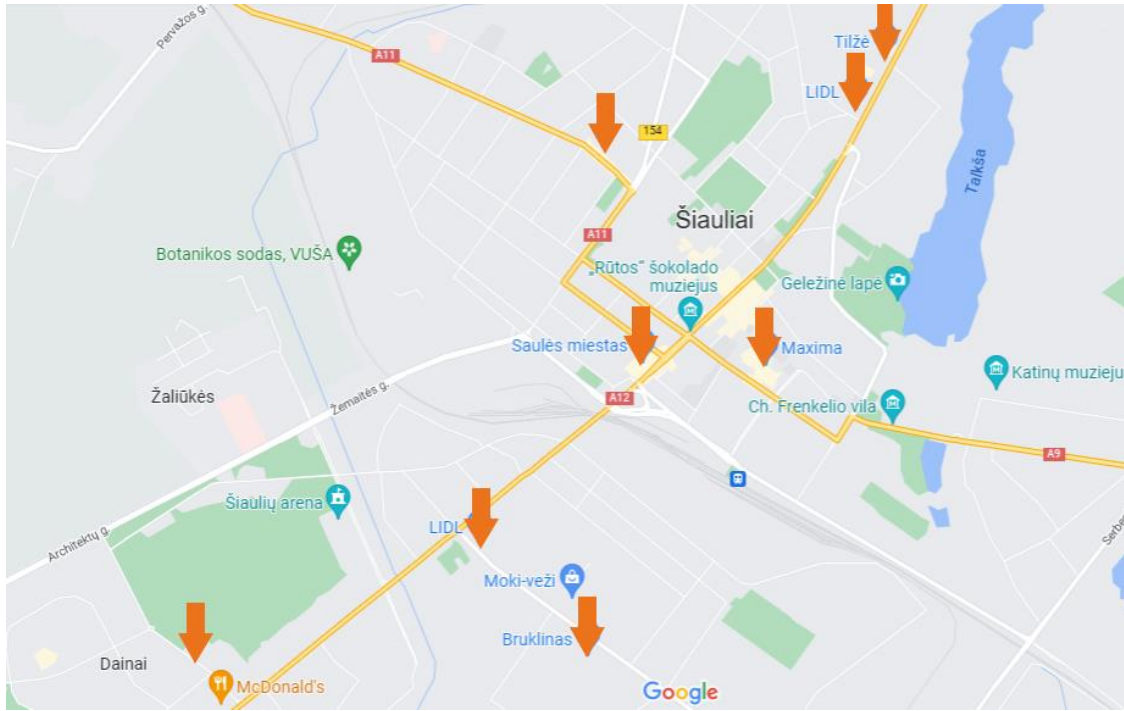 Pervažos g.
Tilžė
A11
LIDL
154
Talkša
Šiauliai
A11
Botanikos sodas, VUŠA
„Rūtos“ šokolado
muziejus
Geležinė lapė
Saulės miestas
Maxima
Katinų muzieju
Žaliūkės
Žemaitės g.
A12
Ch. Frenkelio vila
A9
Šiaulių arena
LIDL
Architektų g.
Serbe
Moki-veži
Bruklinas
Dainai
McDonald's
Google